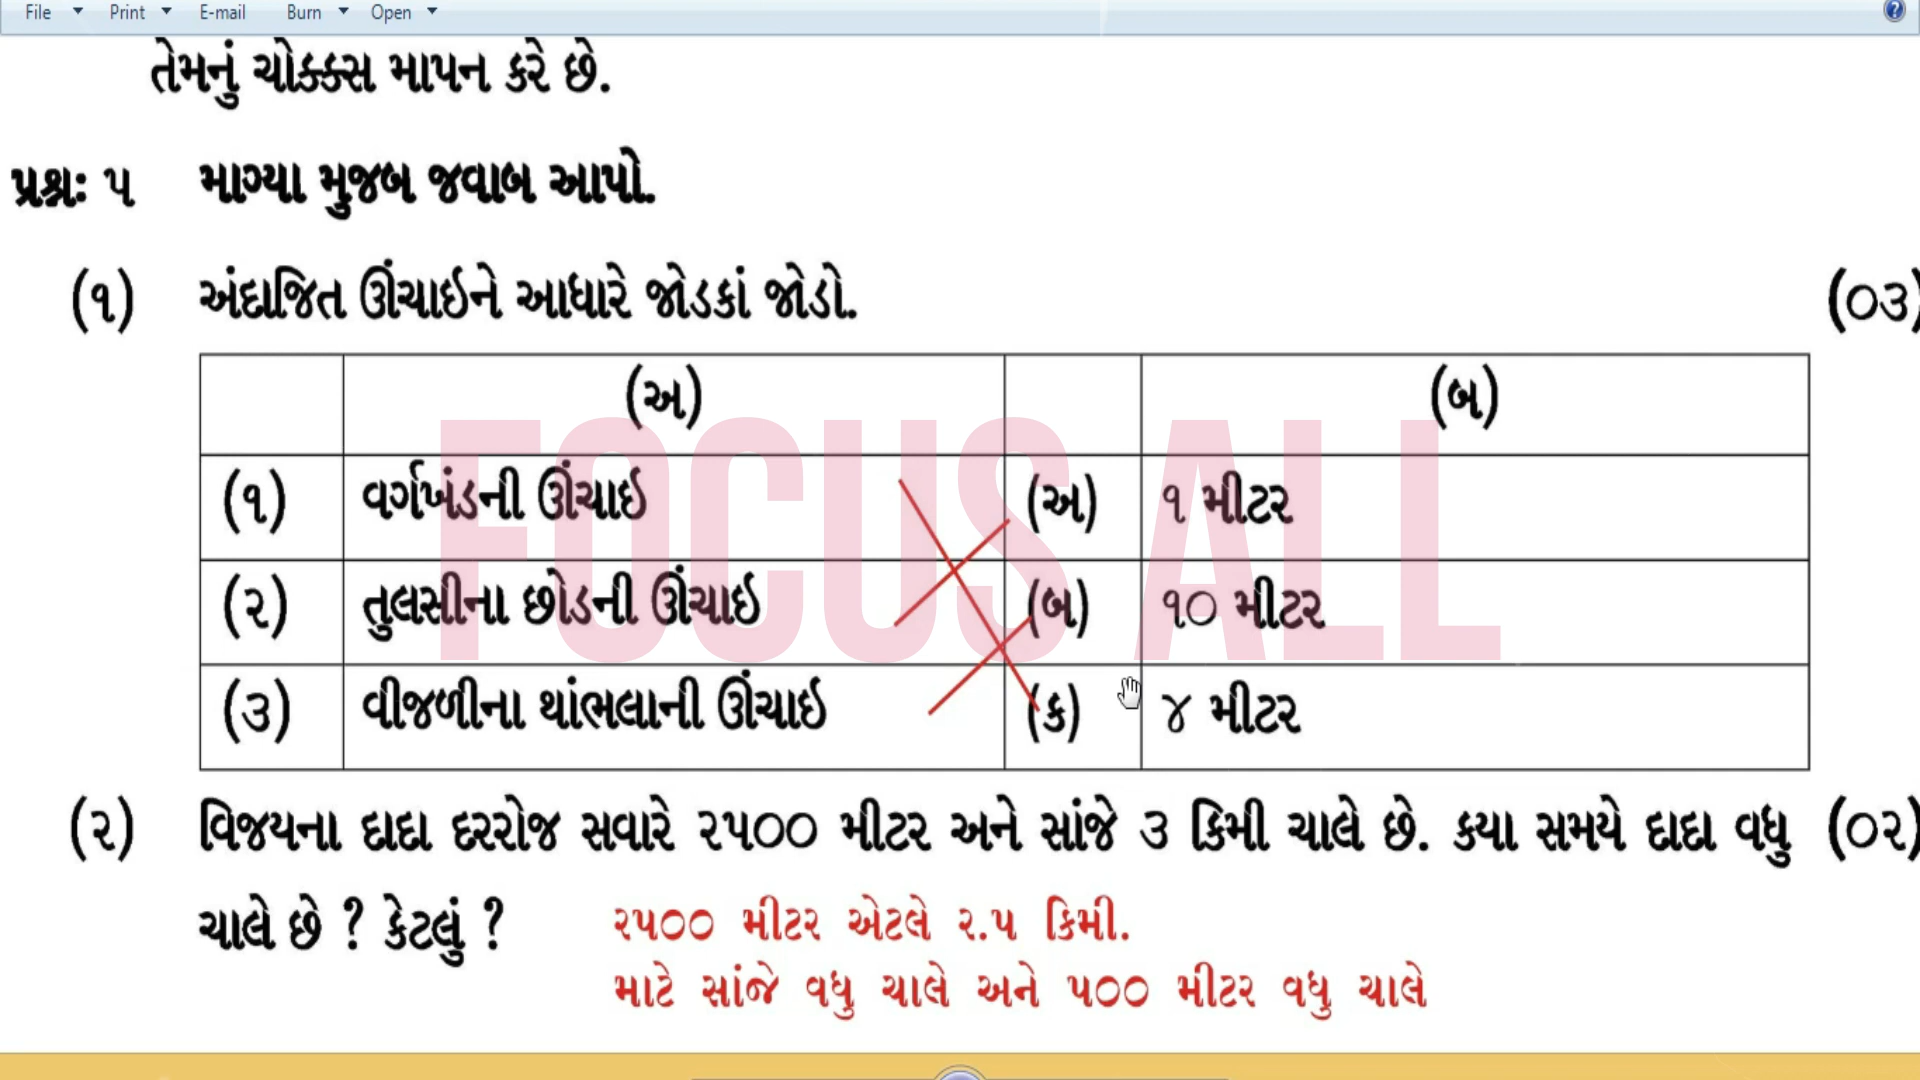 File Print E-mail Burn Open
તેમનું ચોક્કસ માપન કરે છે.
પ્રશ્ન: ૫ માગ્યા મુજબ જવાબ આપો.
(૧) અંદાજિત ઊંચાઇને આધારે જોડકાં જોડો. (૦૩)
(અ) (બ)
(૧) વર્ગખંડની ઊંચાઇ (અ) ૧ મીટર
(૨) તુલસીના છોડની ઊંચાઇ (બ) ૧૦ મીટર
(૩) વીજળીના થાંભલાની ઊંચાઇ (ક) ૪ મીટર
FOCUS ALL
(૨) વિજયના દાદા દરરોજ સવારે ૨૫૦૦ મીટર અને સાંજે ૩ કિમી ચાલે છે. કયા સમયે દાદા વધુ (૦૨)
ચાલે છે ? કેટલું ?
૨૫૦૦ મીટર એટલે ૨.૫ કિમી.
માટે સાંજે વધુ ચાલે અને ૫૦૦ મીટર વધુ ચાલે